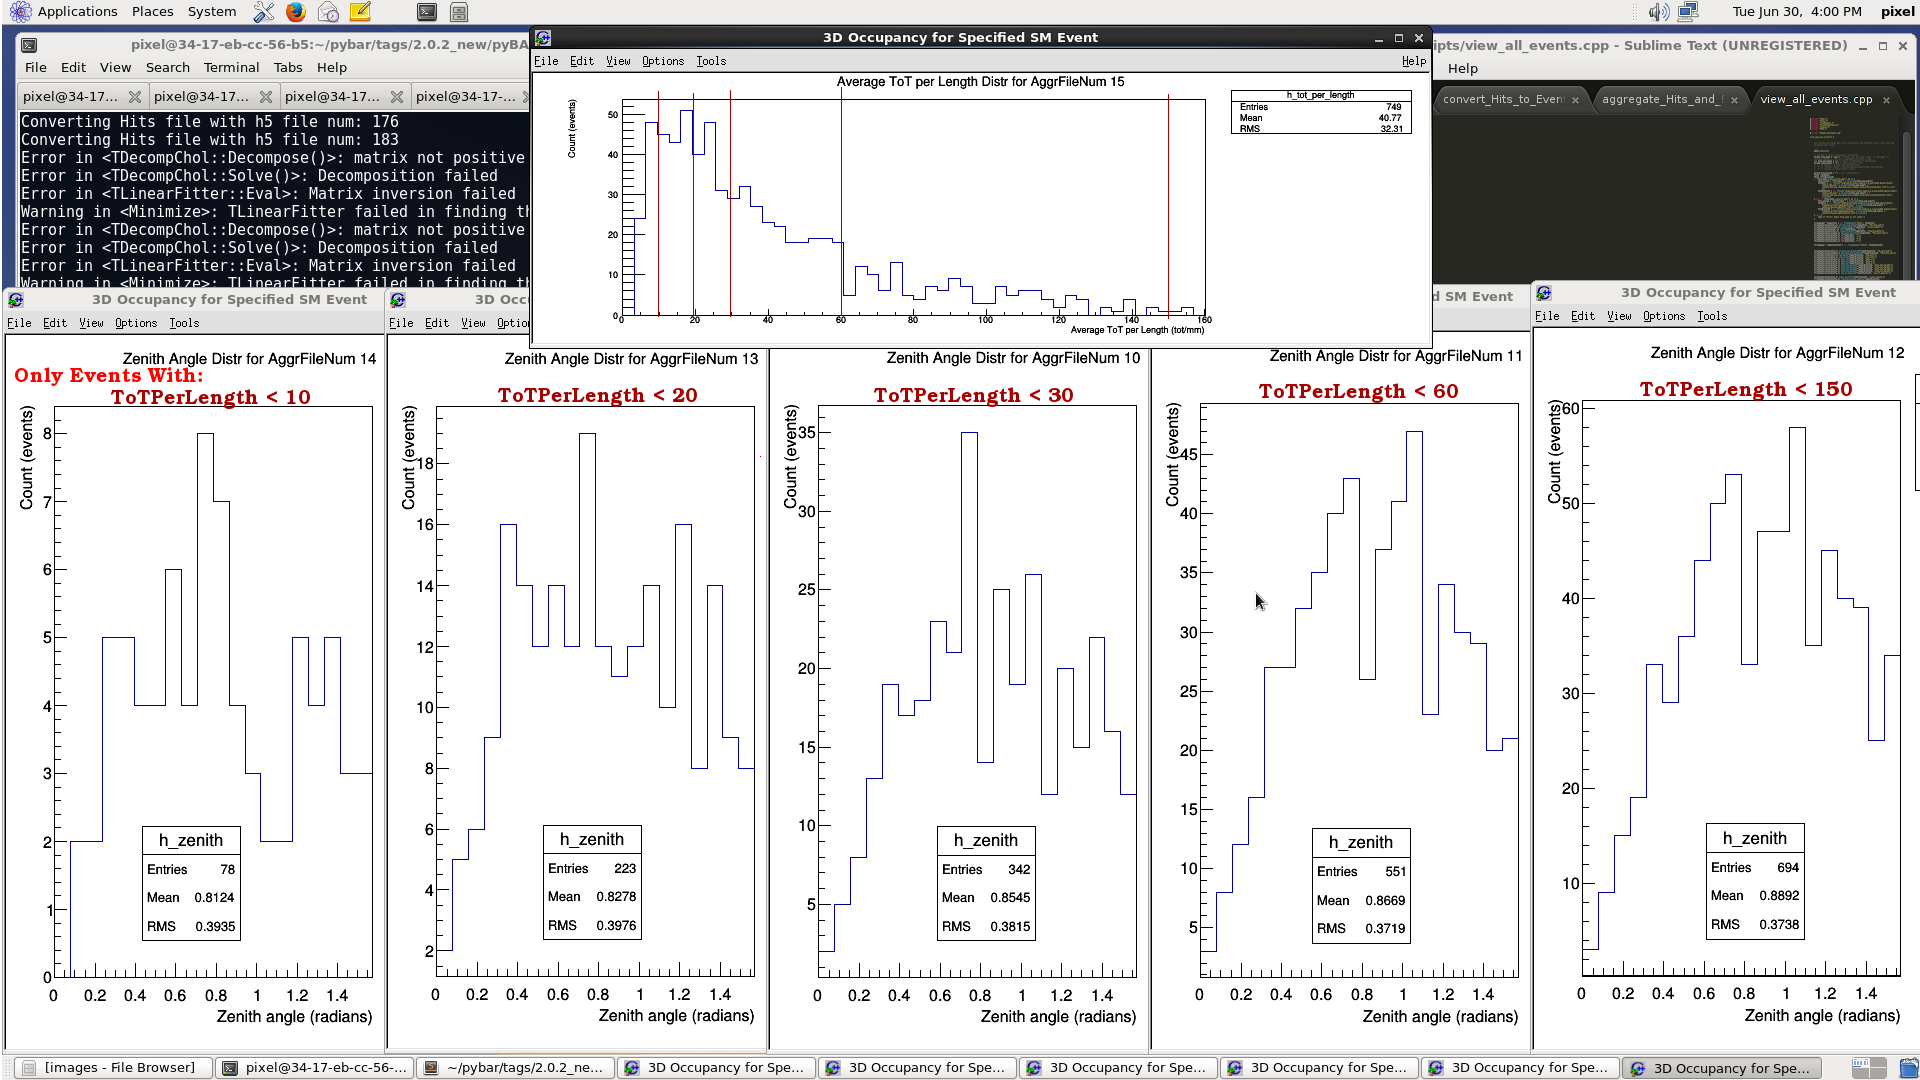 Applications Places System Tue Jun 30, 4:00 PM pixel
pixel@34-17-eb-cc-56-b5:~/pybar/tags/2.0.2_new/pyBA
File Edit View Search Terminal Tabs Help
pixel@34-17... pixel@34-17... pixel@34-17... pixel@34-17-...
Converting Hits file with h5 file num: 176
Converting Hits file with h5 file num: 183
Error in <TDecompChol::Decompose()>: matrix not positive
Error in <TDecompChol::Solve()>: Decomposition failed
Error in <TLinearFitter::Eval>: Matrix inversion failed
Warning in <Minimize>: TLinearFitter failed in finding th
Error in <TDecompChol::Decompose()>: matrix not positive
Error in <TDecompChol::Solve()>: Decomposition failed
Error in <TLinearFitter::Eval>: Matrix inversion failed
Warning in <Minimize>: TLinearFitter failed in finding th
3D Occupancy for Specified SM Event
File Edit View Options Tools Help
Average ToT per Length Distr for AggrFileNum 15
Count (events)
50
40
30
20
10
0
0 20 40 60 80 100 120 140 160
Average ToT per Length (tot/mm)
h_tot_per_length
Entries 749
Mean 40.77
RMS 32.31
ipts/view_all_events.cpp - Sublime Text (UNREGISTERED)
Help
convert_Hits_to_Even aggregate_Hits_and_ view_all_events.cpp
3D Occupancy for Specified SM Event
File Edit View Options Tools
Zenith Angle Distr for AggrFileNum 14
Only Events With:
ToTPerLength < 10
Count (events)
8
7
6
5
4
3
2
1
0
h_zenith
Entries 78
Mean 0.8124
RMS 0.3935
0 0.2 0.4 0.6 0.8 1 1.2 1.4
Zenith angle (radians)
3D Occu
File Edit View Optio
Zenith Angle Distr for AggrFileNum 13
ToTPerLength < 20
Count (events)
18
16
14
12
10
8
6
4
2
h_zenith
Entries 223
Mean 0.8278
RMS 0.3976
0 0.2 0.4 0.6 0.8 1 1.2 1.4
Zenith angle (radians)
Zenith Angle Distr for AggrFileNum 10
ToTPerLength < 30
Count (events)
35
30
25
20
15
10
5
h_zenith
Entries 342
Mean 0.8545
RMS 0.3815
0 0.2 0.4 0.6 0.8 1 1.2 1.4
Zenith angle (radians)
d SM Event
Zenith Angle Distr for AggrFileNum 11
ToTPerLength < 60
Count (events)
45
40
35
30
25
20
15
10
5
h_zenith
Entries 551
Mean 0.8669
RMS 0.3719
0 0.2 0.4 0.6 0.8 1 1.2 1.4
Zenith angle (radians)
3D Occupancy for Specified SM Event
File Edit View Options Tools
Zenith Angle Distr for AggrFileNum 12
ToTPerLength < 150
Count (events)
60
50
40
30
20
10
h_zenith
Entries 694
Mean 0.8892
RMS 0.3738
0 0.2 0.4 0.6 0.8 1 1.2 1.4
Zenith angle (radians)
[images - File Browser] pixel@34-17-eb-cc-56-... ~/pybar/tags/2.0.2_ne... 3D Occupancy for Spe... 3D Occupancy for Spe... 3D Occupancy for Spe... 3D Occupancy for Spe... 3D Occupancy for Spe... 3D Occupancy for Spe...